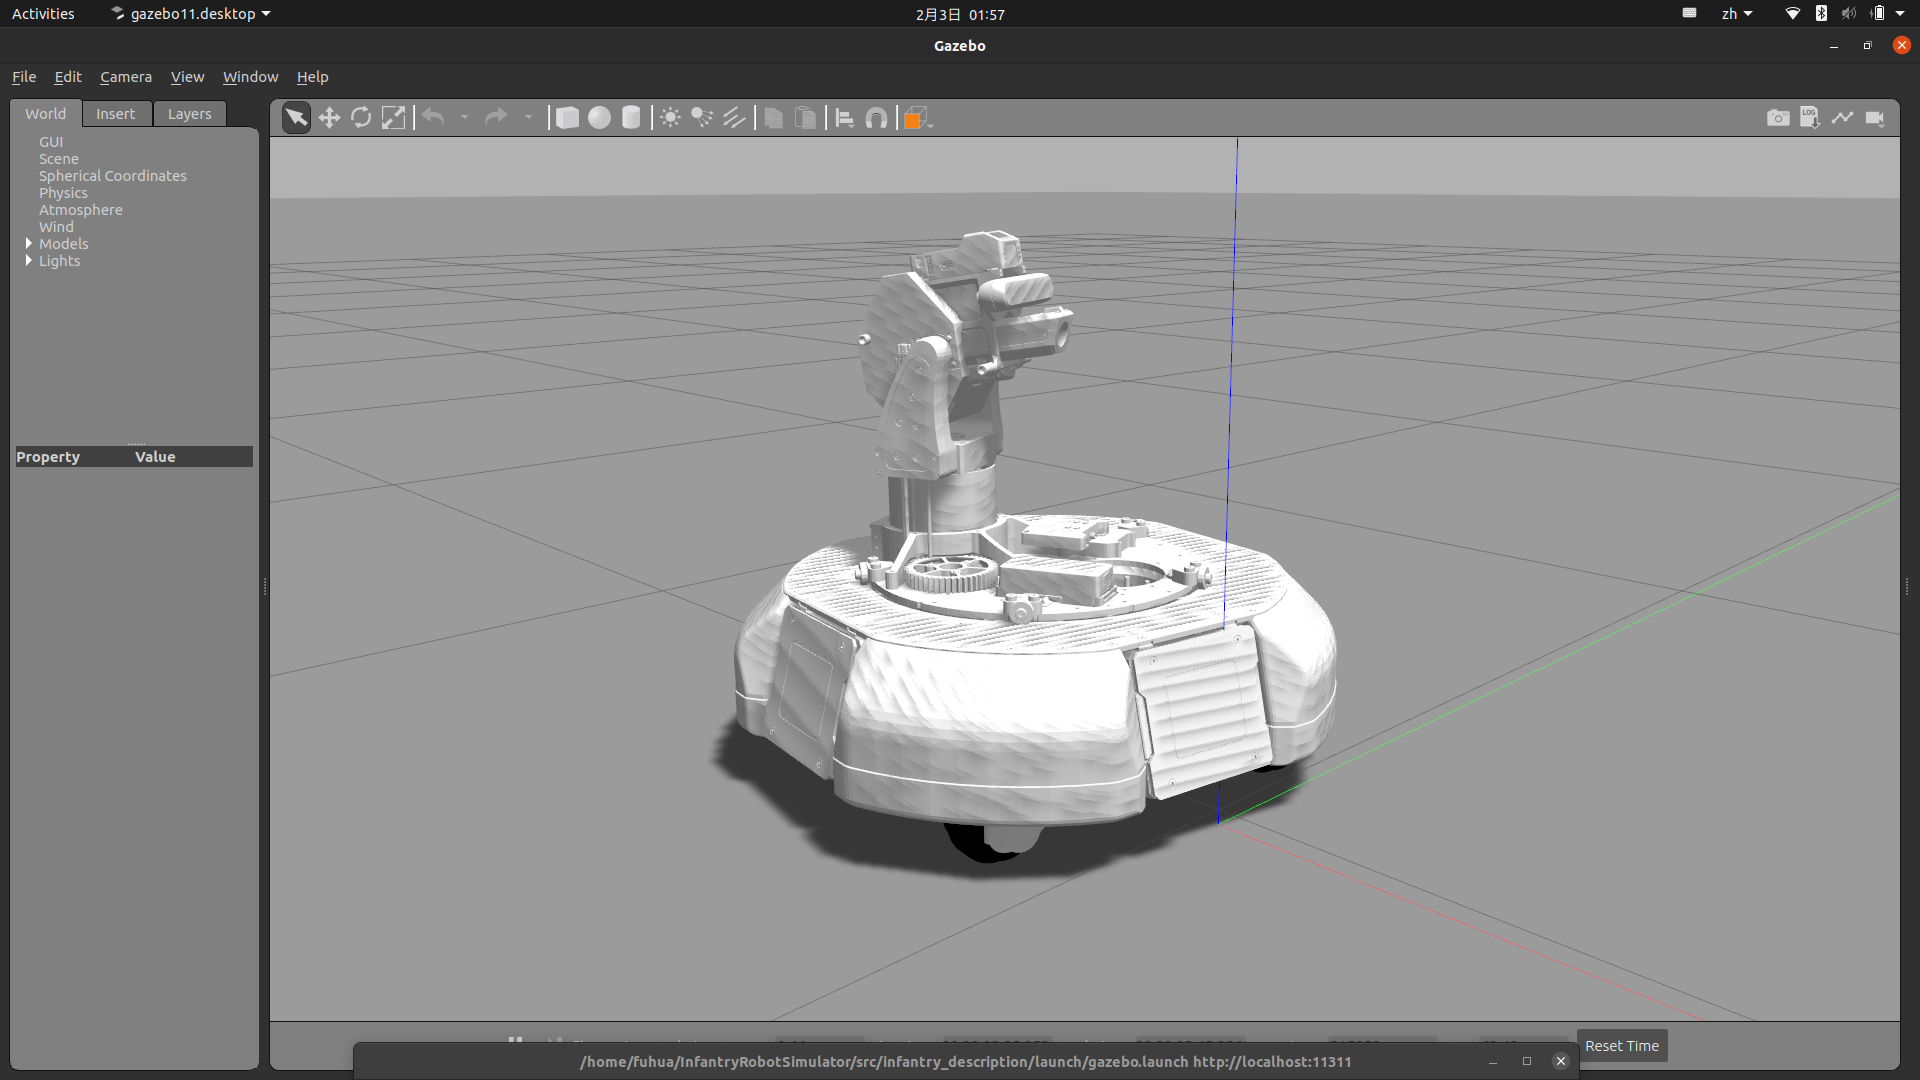 Activities
gazebo11.desktop
2月3日 01:57
zh
Gazebo
File Edit Camera View Window Help
World Insert Layers
LOG
GUI
Scene
Spherical Coordinates
Physics
Atmosphere
Wind
Models
Lights
Property Value
Reset Time
/home/fuhua/InfantryRobotSimulator/src/infantry_description/launch/gazebo.launch http://localhost:11311